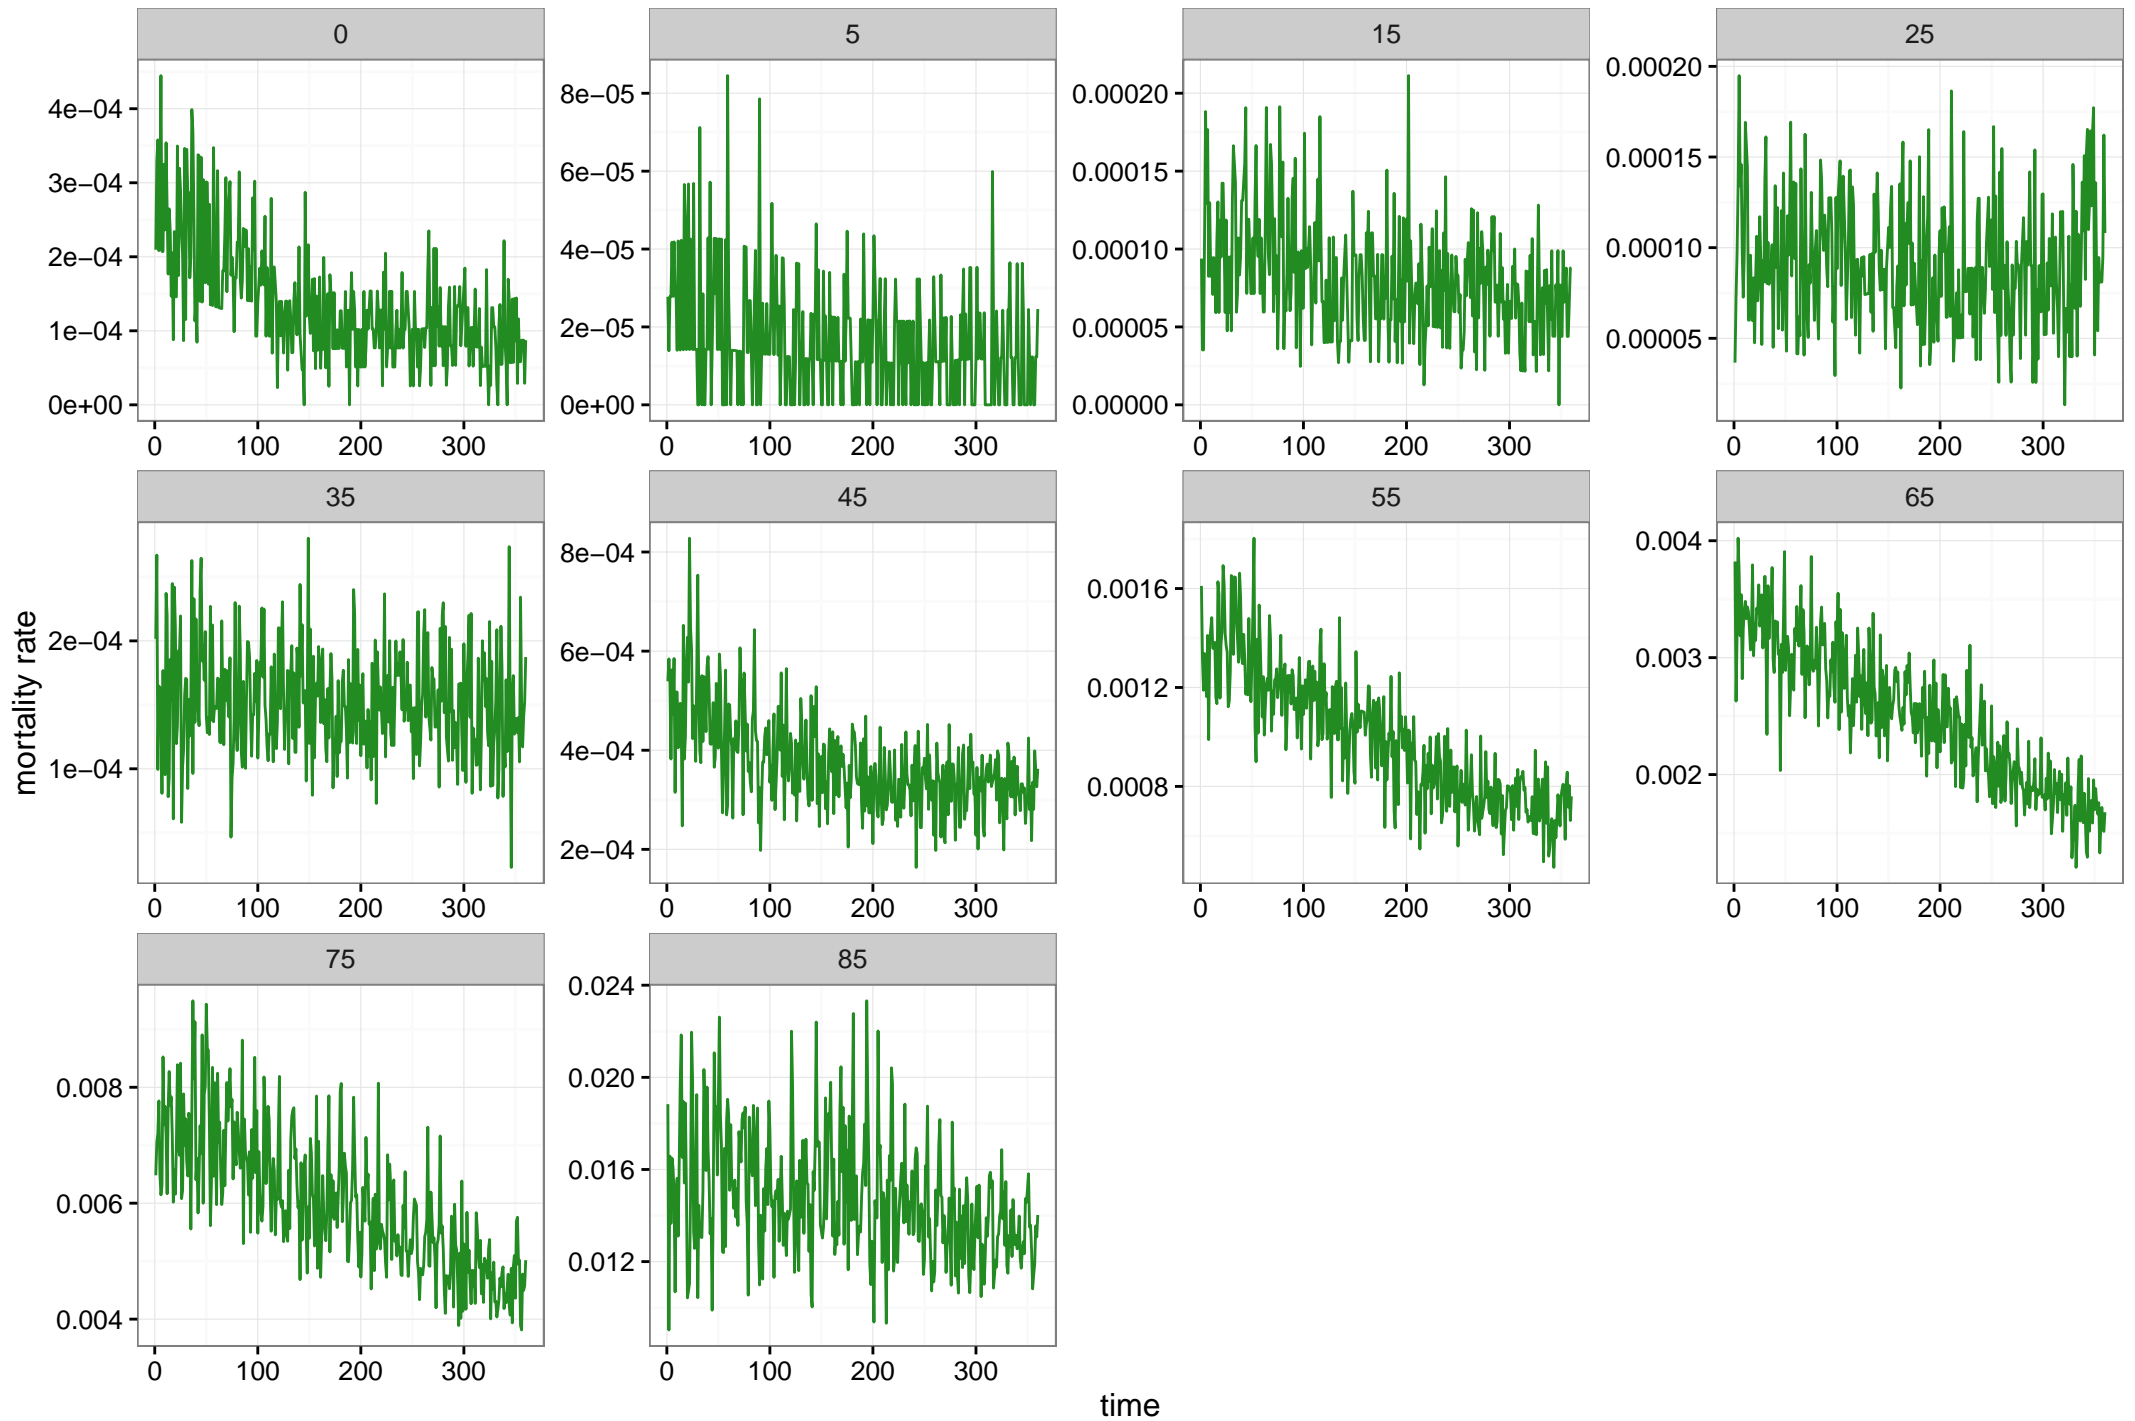 0 5 15 25
4e−04
3e−04
2e−04
1e−04
0e+00
8e−05
6e−05
4e−05
2e−05
0e+00
0.00020
0.00015
0.00010
0.00005
0.00000
0.00020
0.00015
0.00010
0.00005
0 100 200 300
0 100 200 300
0 100 200 300
0 100 200 300
35 45 55 65
2e−04
1e−04
8e−04
6e−04
4e−04
2e−04
0.0016
0.0012
0.0008
0.004
0.003
0.002
0 100 200 300
0 100 200 300
0 100 200 300
0 100 200 300
75 85
0.008
0.006
0.004
0.024
0.020
0.016
0.012
0 100 200 300
0 100 200 300
mortality rate
time